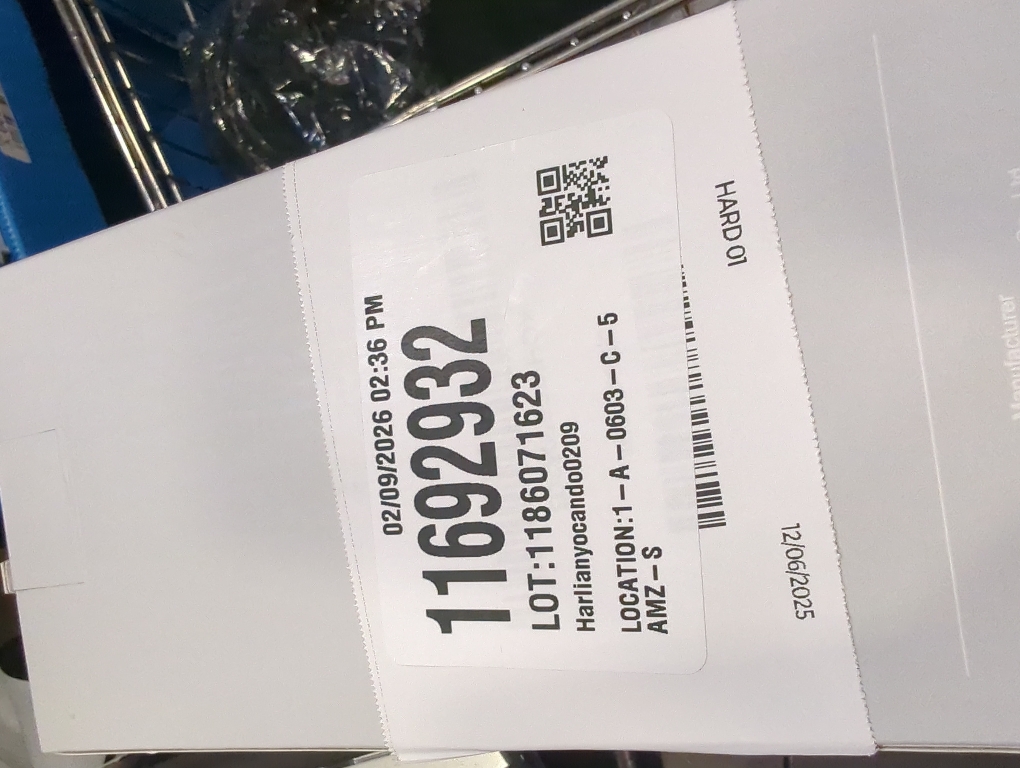 02/09/2026 02:36 PM
11692932
LOT:1186071623
Harlianyocando0209
LOCATION:1-A-0603-C-5
AMZ-S
HARD 01
12/06/2025
Manufacturer